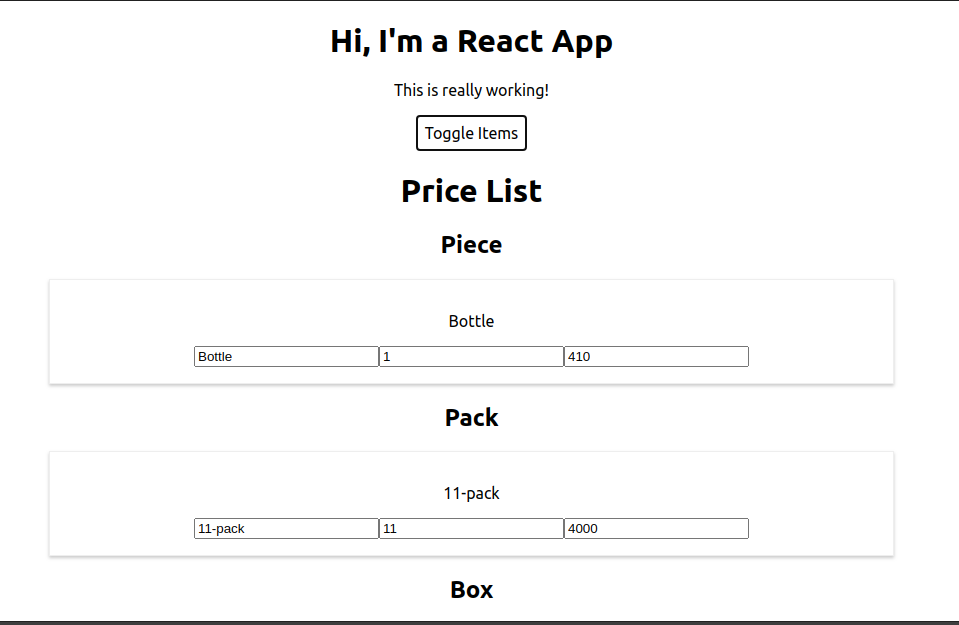 Hi, I'm a React App
This is really working!
Toggle Items
Price List
Piece
Bottle
Bottle 1 410
Pack
11-pack
11-pack 11 4000
Box